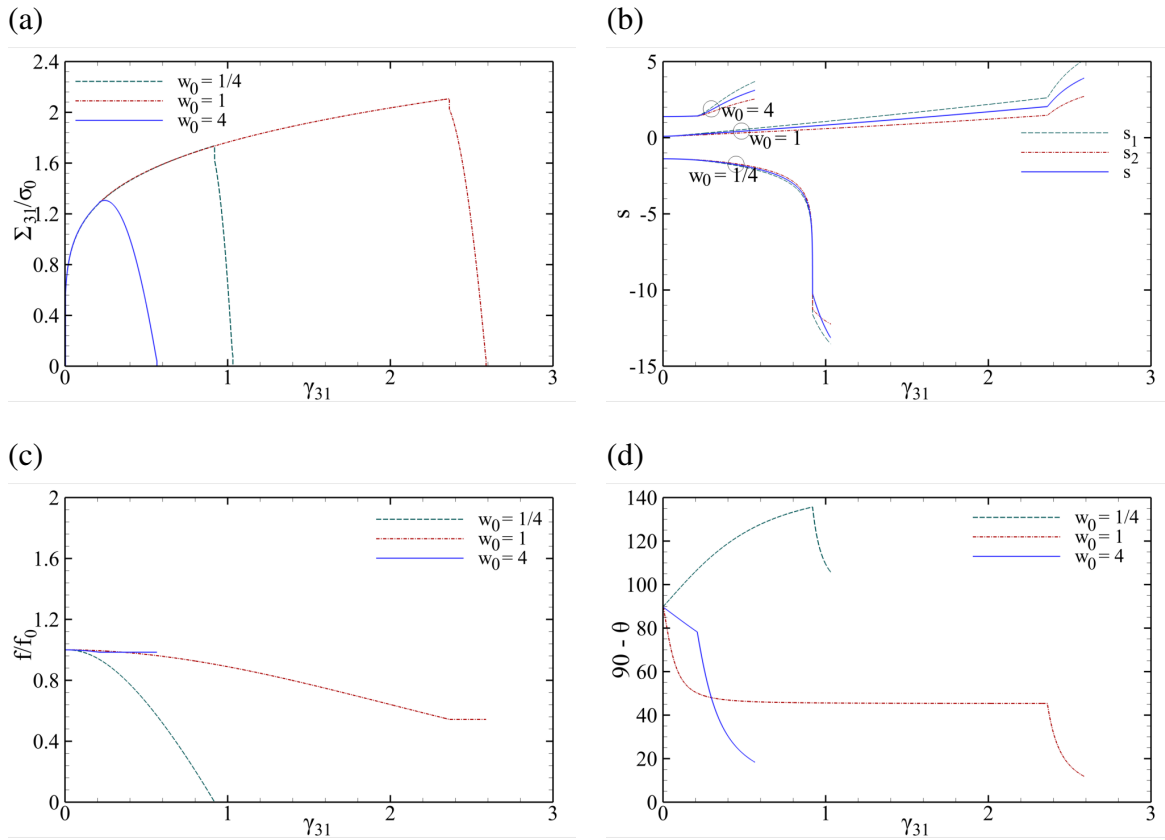 (a)
2.4
2
1.6
1.2
0.8
0.4
0
0 1 2 3
Σ₃₁/σ₀
γ₃₁
w₀ = 1/4
w₀ = 1
w₀ = 4
(b)
5
0
-5
-10
-15
0 1 2 3
s
γ₃₁
w₀ = 4
w₀ = 1
w₀ = 1/4
s₁
s₂
s
(c)
2
1.6
1.2
0.8
0.4
0
0 1 2 3
f/f₀
γ₃₁
w₀ = 1/4
w₀ = 1
w₀ = 4
(d)
140
120
100
80
60
40
20
0
0 1 2 3
90 - θ
γ₃₁
w₀ = 1/4
w₀ = 1
w₀ = 4